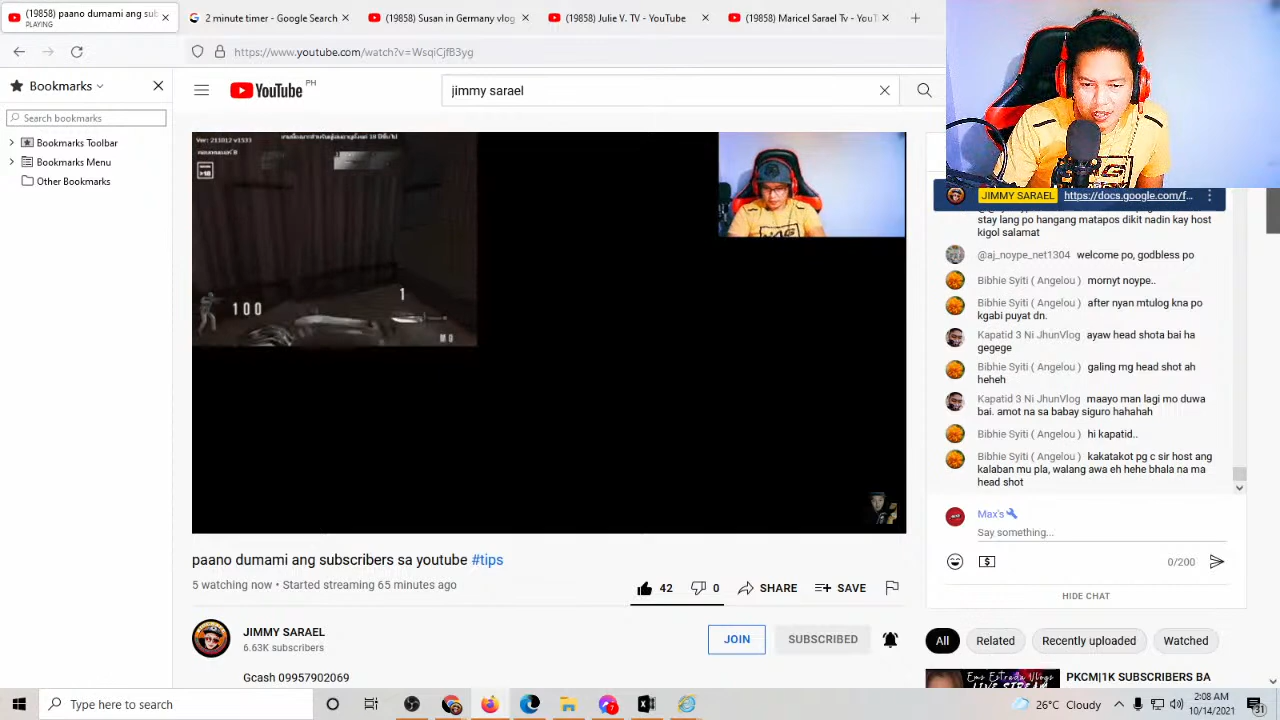 (19858) paano dumami ang sub
PLAYING
2 minute timer - Google Search
(19858) Susan in Germany vlog
(19858) Julie V. TV - YouTube
(19858) Maricel Sarael Tv - YouT
https://www.youtube.com/watch?v=WsqiCjfB3yg
Bookmarks
Search bookmarks
Bookmarks Toolbar
Bookmarks Menu
Other Bookmarks
YouTube PH
jimmy sarael
100
1
JIMMY SARAEL https://docs.google.com/f...
stay lang po hangang matapos dikit nadin kay host
kigol salamat
@aj_noype_net1304 welcome po, godbless po
Bibhie Syiti ( Angelou ) mornyt noype..
Bibhie Syiti ( Angelou ) after nyan mtulog kna po
kgabi puyat dn.
Kapatid 3 Ni JhunVlog ayaw head shota bai ha
gegege
Bibhie Syiti ( Angelou ) galing mg head shot ah
heheh
Kapatid 3 Ni JhunVlog maayo man lagi mo duwa
bai. amot na sa babay siguro hahahah
Bibhie Syiti ( Angelou ) hi kapatid..
Bibhie Syiti ( Angelou ) kakatakot pg c sir host ang
kalaban mu pla, walang awa eh hehe bhala na ma
head shot
Max's
Say something...
0/200
HIDE CHAT
paano dumami ang subscribers sa youtube #tips
5 watching now • Started streaming 65 minutes ago
42
0
SHARE
SAVE
JIMMY SARAEL
6.63K subscribers
JOIN
SUBSCRIBED
Gcash 09957902069
All
Related
Recently uploaded
Watched
Ems Estreda Vlogs
LIVE STREAM
PKCM|1K SUBSCRIBERS BA
Type here to search
7
26°C Cloudy
2:08 AM
10/14/2021
31